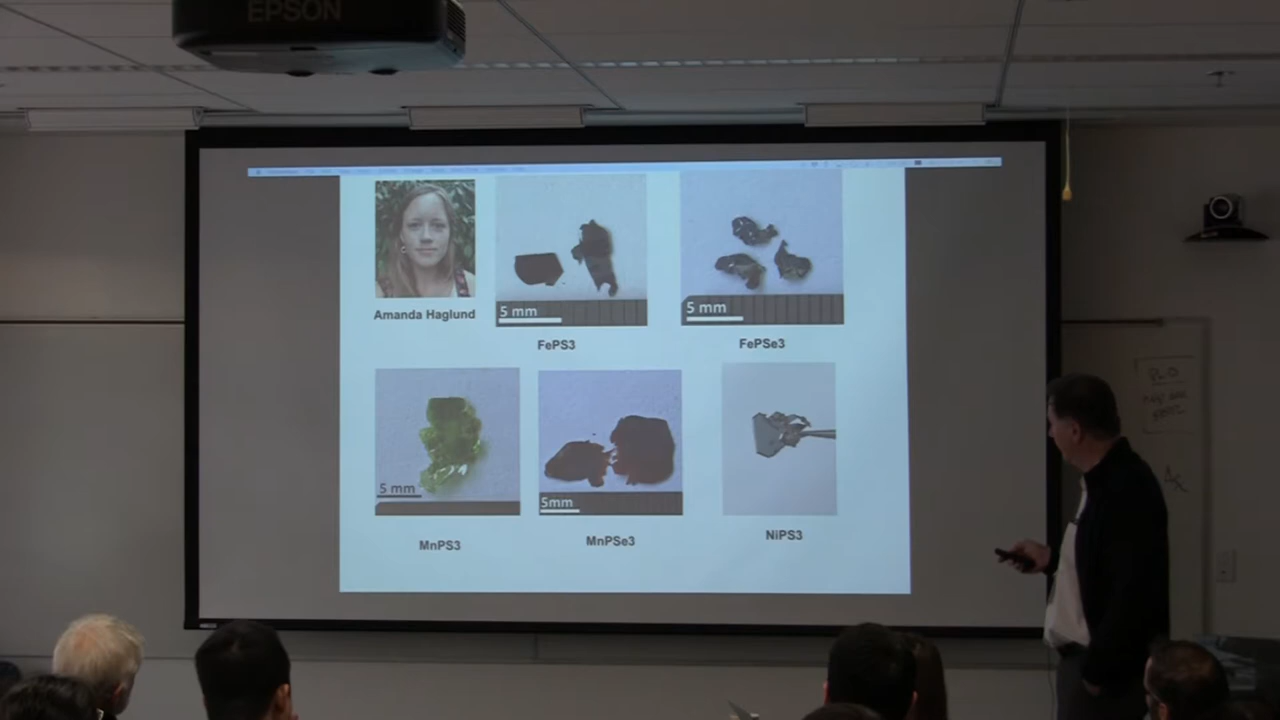 EPSON
Amanda Haglund
5 mm
FePS3
5 mm
FePSe3
5 mm
MnPS3
5mm
MnPSe3
NiPS3